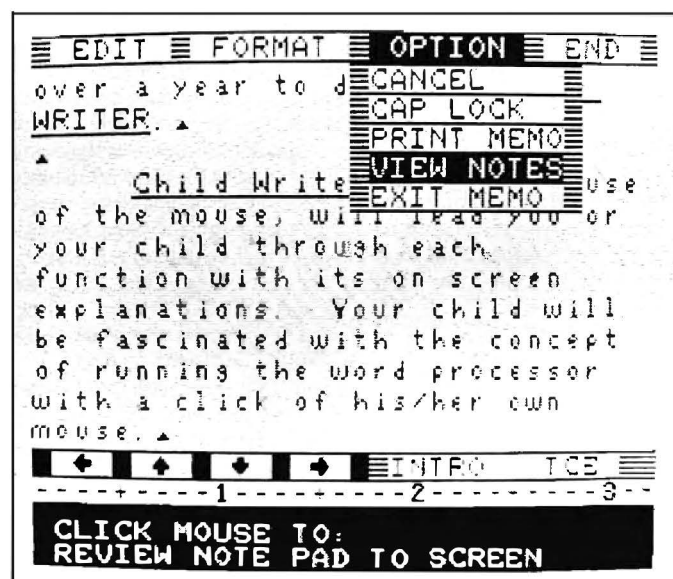 EDIT FORMAT OPTION END
over a year to d
WRITER.
CANCEL
CAP LOCK
PRINT MEMO
VIEW NOTES
EXIT MEMO
Child Write use
of the mouse, will lead you or
your child through each
function with its on screen
explanations. Your child will
be fascinated with the concept
of running the word processor
with a click of his/her own
mouse.
INTRO TCE
1 2 3
CLICK MOUSE TO:
REVIEW NOTE PAD TO SCREEN